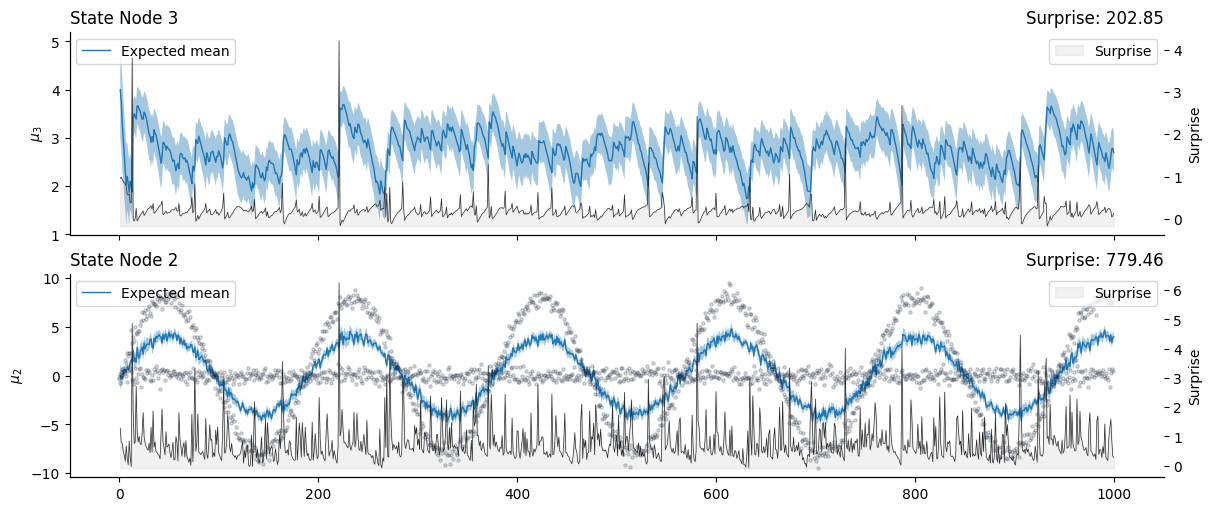 State Node 3
Surprise: 202.85
Expected mean
Surprise
5
4
3
2
1
μ3
4
3
2
1
0
Surprise
State Node 2
Surprise: 779.46
Expected mean
Surprise
10
5
0
−5
−10
μ2
6
5
4
3
2
1
0
Surprise
0
200
400
600
800
1000